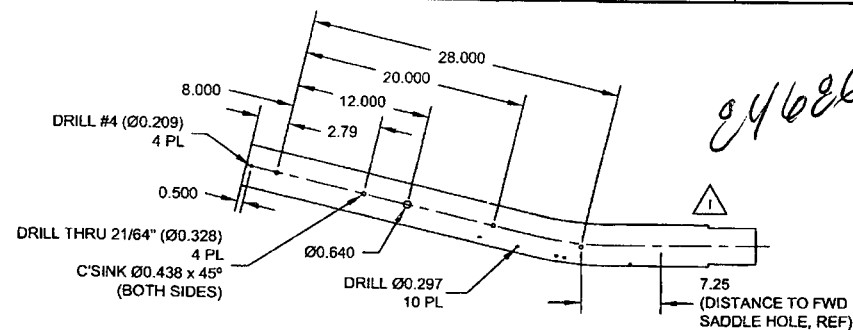 28.000
20.000
8.000
12.000
2.79
DRILL #4 (Ø0.209)
4 PL
0.500
DRILL THRU 21/64" (Ø0.328)
4 PL
C'SINK Ø0.438 x 45°
(BOTH SIDES)
Ø0.640
DRILL Ø0.297
10 PL
1
7.25
(DISTANCE TO FWD
SADDLE HOLE, REF)